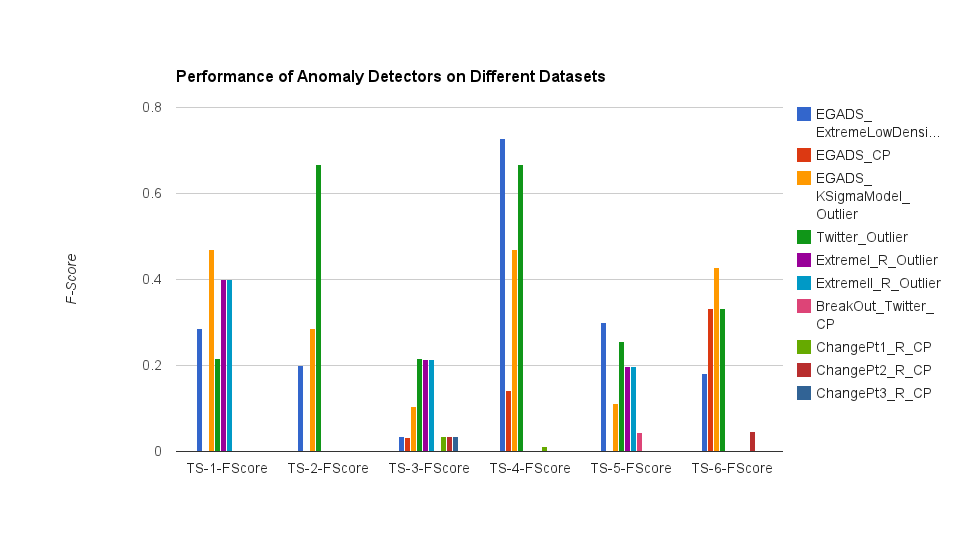 Performance of Anomaly Detectors on Different Datasets
0.8
0.6
0.4
0.2
0
F-Score
TS-1-FScore
TS-2-FScore
TS-3-FScore
TS-4-FScore
TS-5-FScore
TS-6-FScore
EGADS_
ExtremeLowDensi...
EGADS_CP
EGADS_
KSigmaModel_
Outlier
Twitter_Outlier
ExtremeI_R_Outlier
ExtremeII_R_Outlier
BreakOut_Twitter_
CP
ChangePt1_R_CP
ChangePt2_R_CP
ChangePt3_R_CP